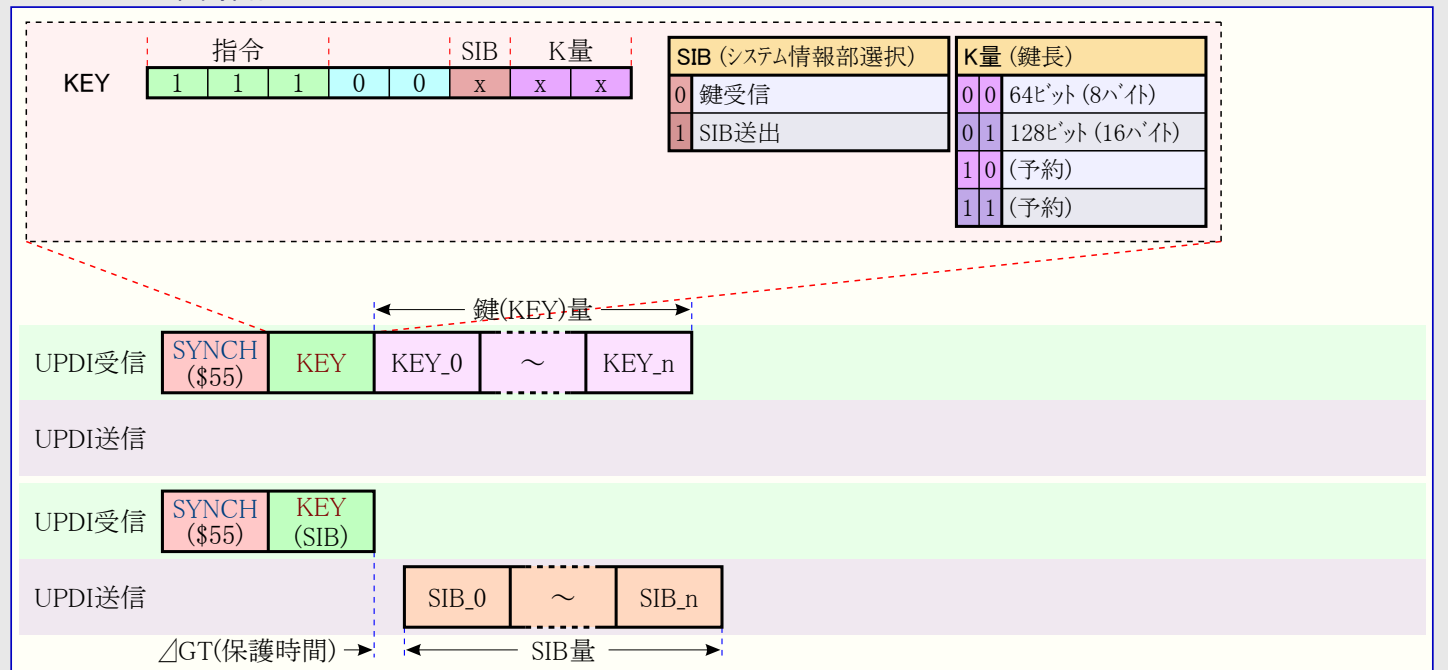 指令 SIB K量
KEY 1 1 1 0 0 x x x
SIB (システム情報部選択)
0 鍵受信
1 SIB送出
K量 (鍵長)
0 0 64ビット (8バイト)
0 1 128ビット (16バイト)
1 0 (予約)
1 1 (予約)
鍵(KEY)量
UPDI受信 SYNCH ($55) KEY KEY_0 ~ KEY_n
UPDI送信
UPDI受信 SYNCH ($55) KEY (SIB)
UPDI送信 SIB_0 ~ SIB_n
⊿GT(保護時間) SIB量